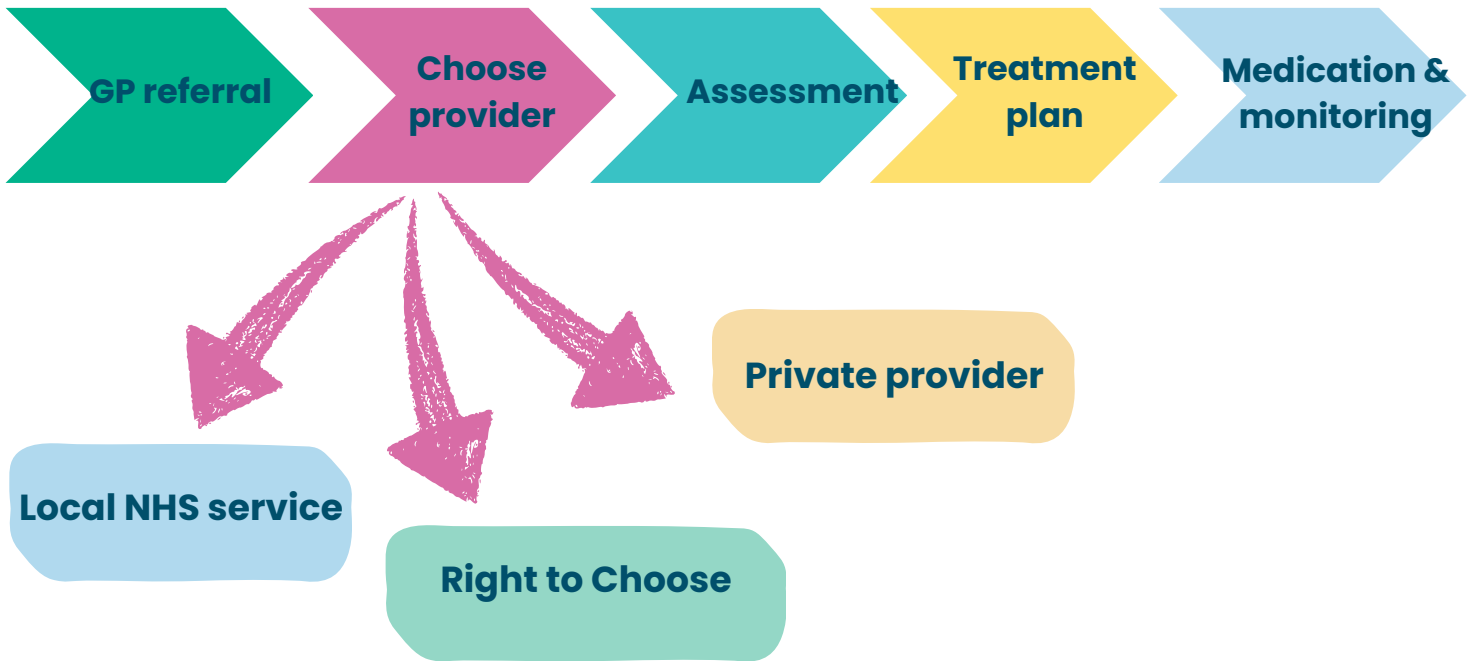 GP referral
Choose
provider
Assessment
Treatment
plan
Medication &
monitoring
Private provider
Local NHS service
Right to Choose